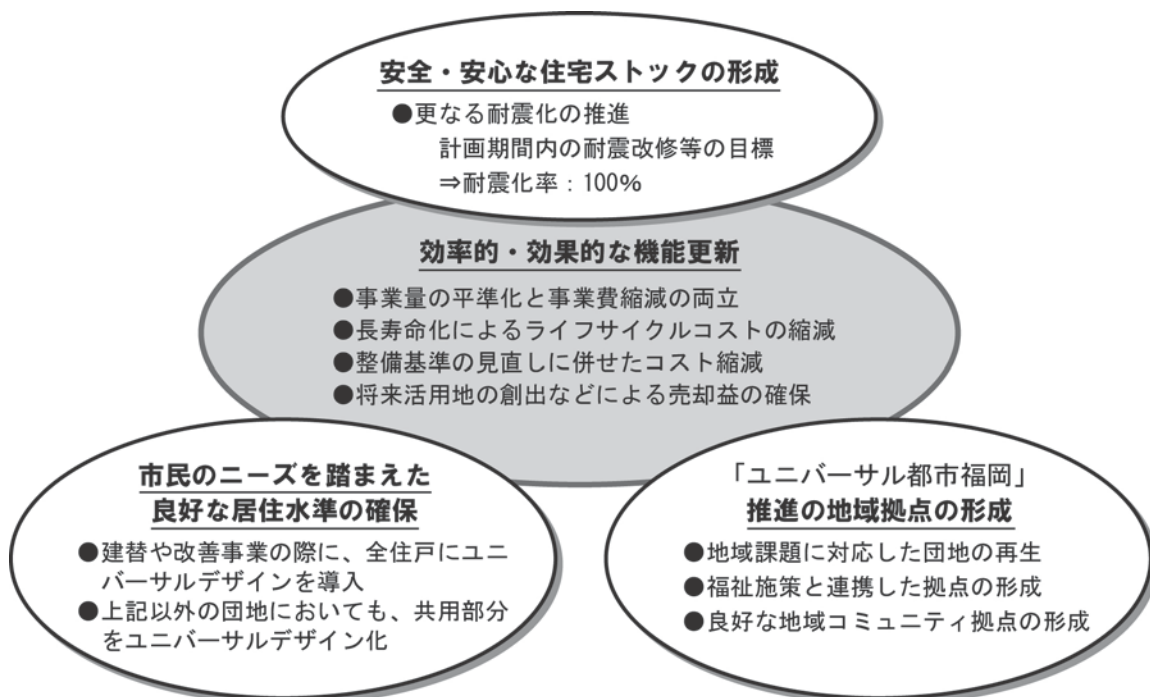 安全・安心な住宅ストックの形成
●更なる耐震化の推進
計画期間内の耐震改修等の目標
⇒耐震化率：100%
効率的・効果的な機能更新
●事業量の平準化と事業費縮減の両立
●長寿命化によるライフサイクルコストの縮減
●整備基準の見直しに併せたコスト縮減
●将来活用地の創出などによる売却益の確保
市民のニーズを踏まえた
良好な居住水準の確保
●建替や改善事業の際に、全住戸にユニ
バーサルデザインを導入
●上記以外の団地においても、共用部分
をユニバーサルデザイン化
「ユニバーサル都市福岡」
推進の地域拠点の形成
●地域課題に対応した団地の再生
●福祉施策と連携した拠点の形成
●良好な地域コミュニティ拠点の形成